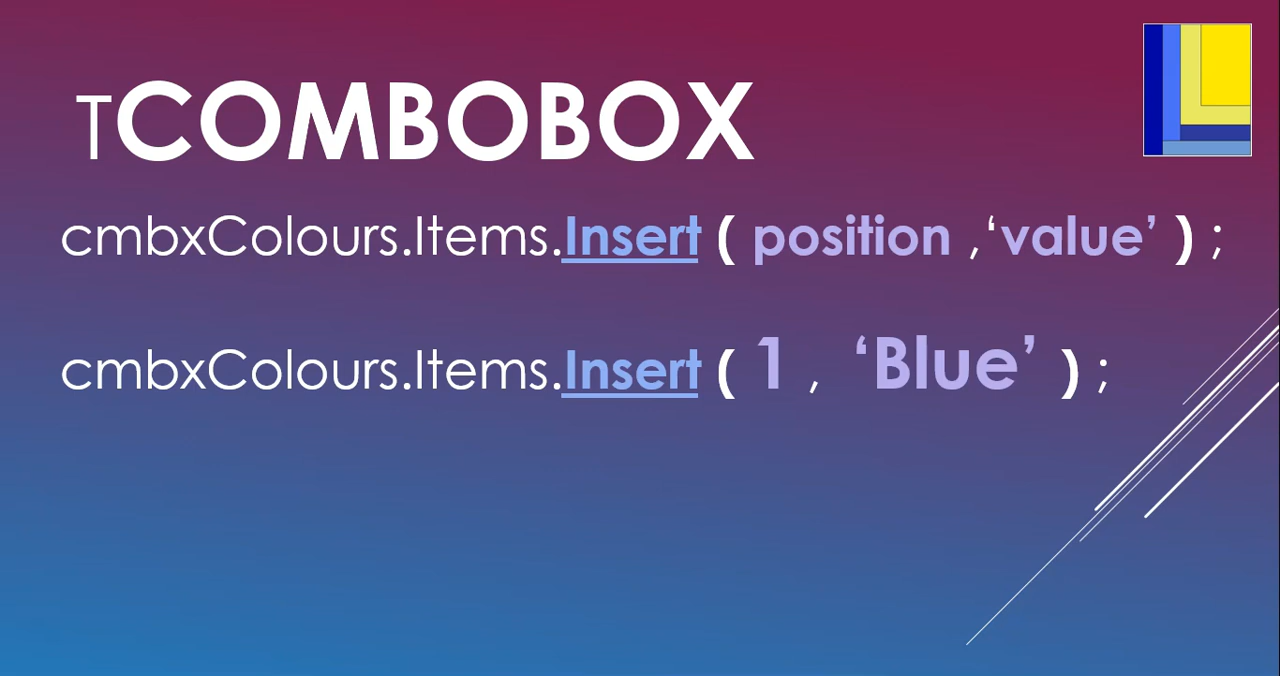 TCOMBOBOX
cmbxColours.Items.Insert ( position ,‘value’ ) ;
cmbxColours.Items.Insert ( 1 , ‘Blue’ ) ;